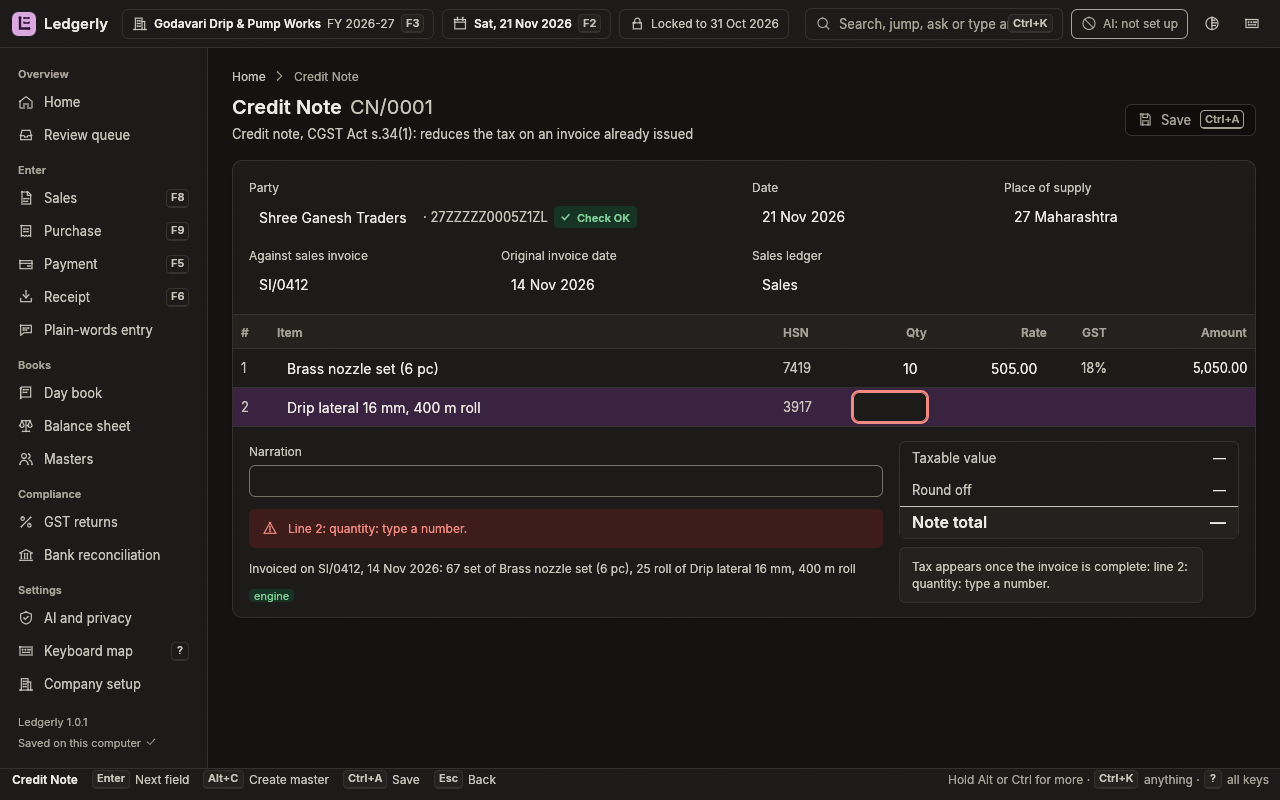 Ledgerly
Godavari Drip & Pump Works FY 2026-27 F3
Sat, 21 Nov 2026 F2
Locked to 31 Oct 2026
Search, jump, ask or type a Ctrl+K
AI: not set up
Overview
Home
Review queue
Enter
Sales F8
Purchase F9
Payment F5
Receipt F6
Plain-words entry
Books
Day book
Balance sheet
Masters
Compliance
GST returns
Bank reconciliation
Settings
AI and privacy
Keyboard map ?
Company setup
Ledgerly 1.0.1
Saved on this computer
Home > Credit Note
Credit Note CN/0001
Credit note, CGST Act s.34(1): reduces the tax on an invoice already issued
Save Ctrl+A
Party Date Place of supply
Shree Ganesh Traders · 27ZZZZZ0005Z1ZL Check OK 21 Nov 2026 27 Maharashtra
Against sales invoice Original invoice date Sales ledger
SI/0412 14 Nov 2026 Sales
# Item HSN Qty Rate GST Amount
1 Brass nozzle set (6 pc) 7419 10 505.00 18% 5,050.00
2 Drip lateral 16 mm, 400 m roll 3917
Narration
Line 2: quantity: type a number.
Invoiced on SI/0412, 14 Nov 2026: 67 set of Brass nozzle set (6 pc), 25 roll of Drip lateral 16 mm, 400 m roll
engine
Taxable value —
Round off —
Note total —
Tax appears once the invoice is complete: line 2:
quantity: type a number.
Credit Note Enter Next field Alt+C Create master Ctrl+A Save Esc Back
Hold Alt or Ctrl for more · Ctrl+K anything · ? all keys